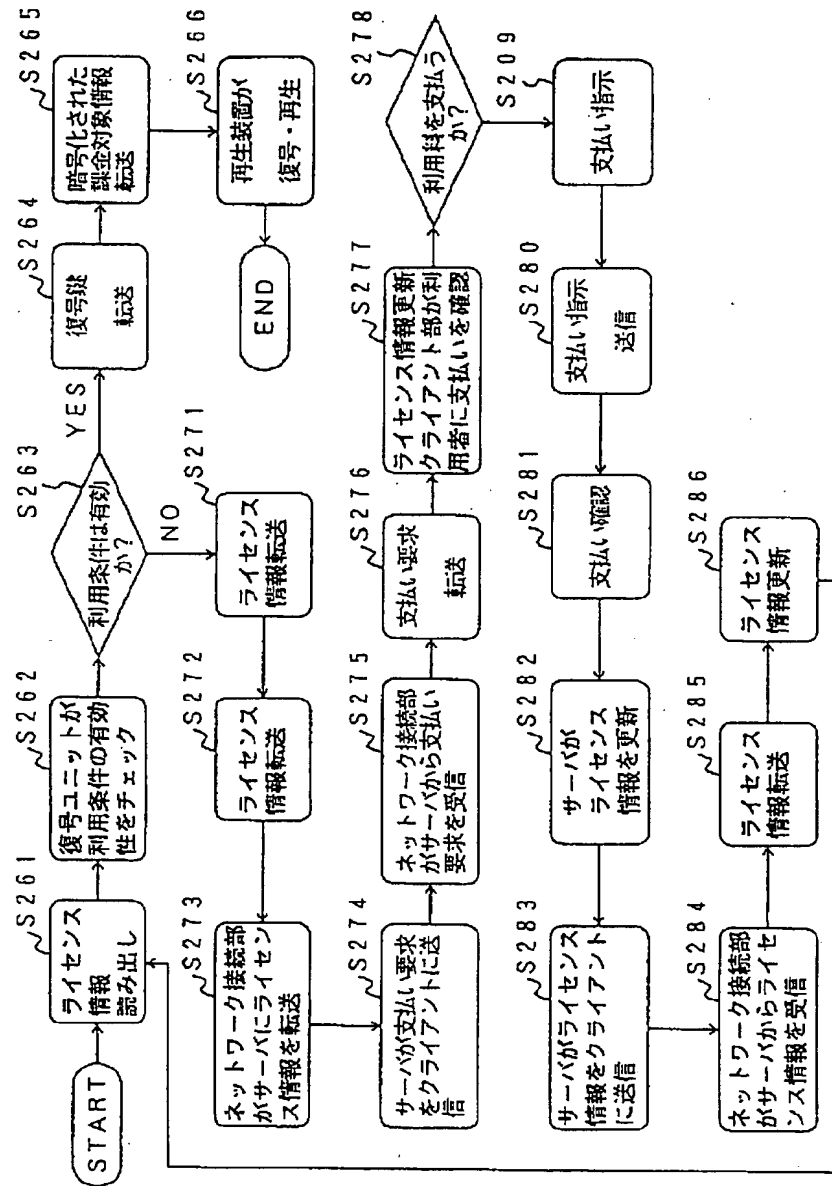 START
S261
ライセンス
情報
読み出し
S262
復号ユニットが
利用条件の有効
性をチェック
S263
利用条件は有効
か？
YES
NO
S264
復号鍵
転送
S265
暗号化された
課金対象情報
転送
S266
再生装置が
復号・再生
END
S271
ライセンス
情報転送
S272
ライセンス
情報転送
S273
ネットワーク接続部
がサーバにライセン
ス情報を転送
S274
サーバが支払い要求
をクライアントに送
信
S275
ネットワーク接続部
がサーバから支払い
要求を受信
S276
支払い要求
転送
S277
ライセンス情報更新
クライアント部が利
用者に支払いを確認
S278
利用料を支払う
か？
S209
支払い指示
S280
支払い指示
送信
S281
支払い確認
S282
サーバが
ライセンス
情報を更新
S283
サーバがライセンス
情報をクライアント
に送信
S284
ネットワーク接続部
がサーバからライセ
ンス情報を受信
S285
ライセンス
情報転送
S286
ライセンス
情報更新